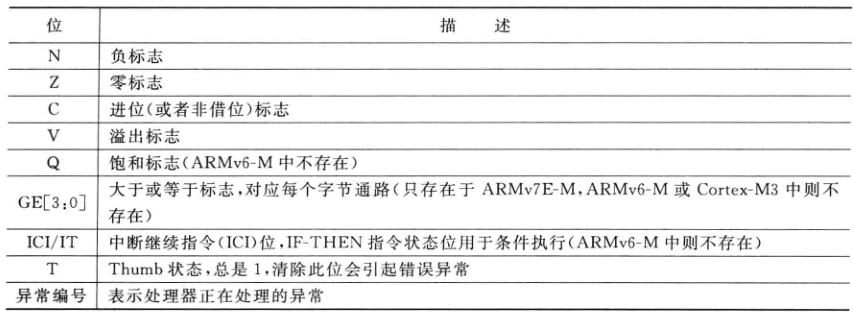 位 描 述
N 负标志
Z 零标志
C 进位(或者非借位)标志
V 溢出标志
Q 饱和标志(ARMv6-M 中不存在)
GE[3:0] 大于或等于标志,对应每个字节通路(只存在于 ARMv7E-M,ARMv6-M 或 Cortex-M3 中则不
存在)
ICI/IT 中断继续指令(ICI)位,IF-THEN 指令状态位用于条件执行(ARMv6-M 中则不存在)
T Thumb 状态,总是 1,清除此位会引起错误异常
异常编号 表示处理器正在处理的异常